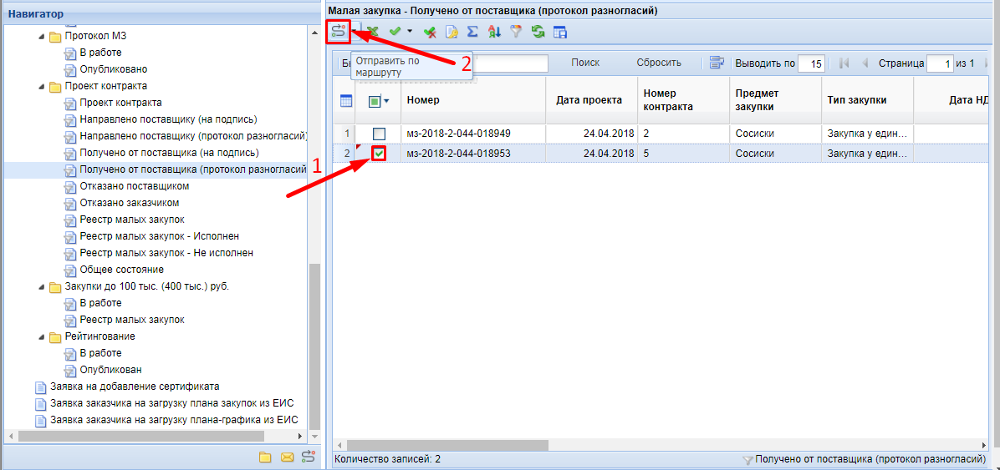 Навигатор
Протокол МЗ
В работе
Опубликовано
Проект контракта
Проект контракта
Направлено поставщику (на подпись)
Направлено поставщику (протокол разногласий)
Получено от поставщика (на подпись)
Получено от поставщика (протокол разногласий
Отказано поставщиком
Отказано заказчиком
Реестр малых закупок
Реестр малых закупок - Исполнен
Реестр малых закупок - Не исполнен
Общее состояние
Закупки до 100 тыс. (400 тыс.) руб.
В работе
Реестр малых закупок
Рейтингование
В работе
Опубликован
Заявка на добавление сертификата
Заявка заказчика на загрузку плана закупок из ЕИС
Заявка заказчика на загрузку плана-графика из ЕИС
1
Малая закупка - Получено от поставщика (протокол разногласий)
2
Отправить по
маршруту
Поиск Сбросить Выводить по 15 Страница 1 из 1
Номер Дата проекта Номер контракта Предмет закупки Тип закупки Дата НД
1 мз-2018-2-044-018949 24.04.2018 2 Сосиски Закупка у един...
2 мз-2018-2-044-018953 24.04.2018 5 Сосиски Закупка у един...
Количество записей: 2 Получено от поставщика (протокол разногласий)